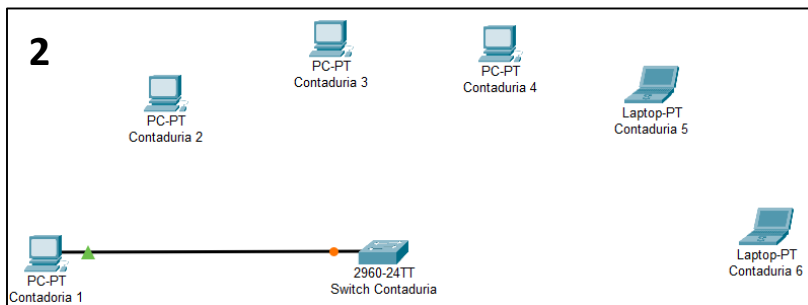 2
PC-PT
Contaduria 3
PC-PT
Contaduria 4
PC-PT
Contaduria 2
Laptop-PT
Contaduria 5
PC-PT
Contadoria 1
2960-24TT
Switch Contaduria
Laptop-PT
Contaduria 6